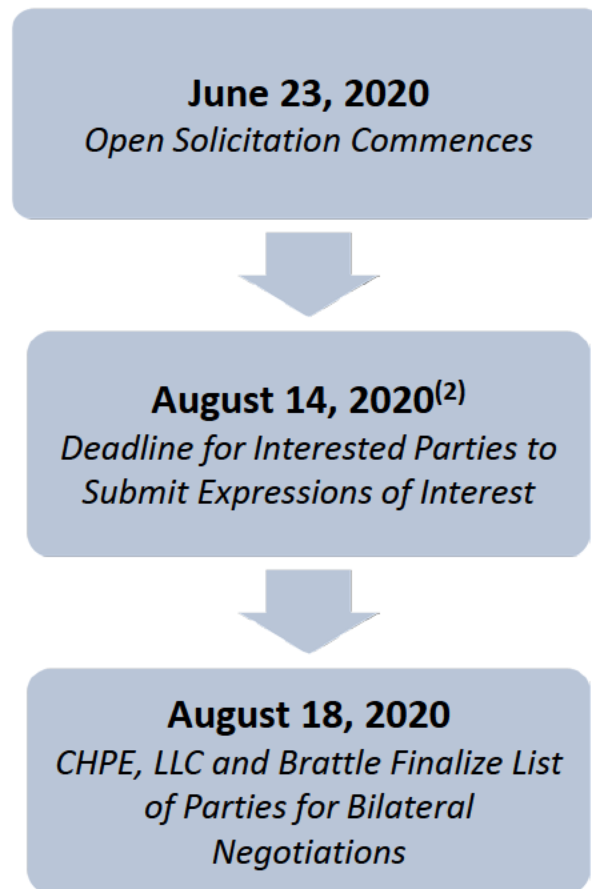 June 23, 2020
Open Solicitation Commences
August 14, 2020(2)
Deadline for Interested Parties to
Submit Expressions of Interest
August 18, 2020
CHPE, LLC and Brattle Finalize List
of Parties for Bilateral
Negotiations